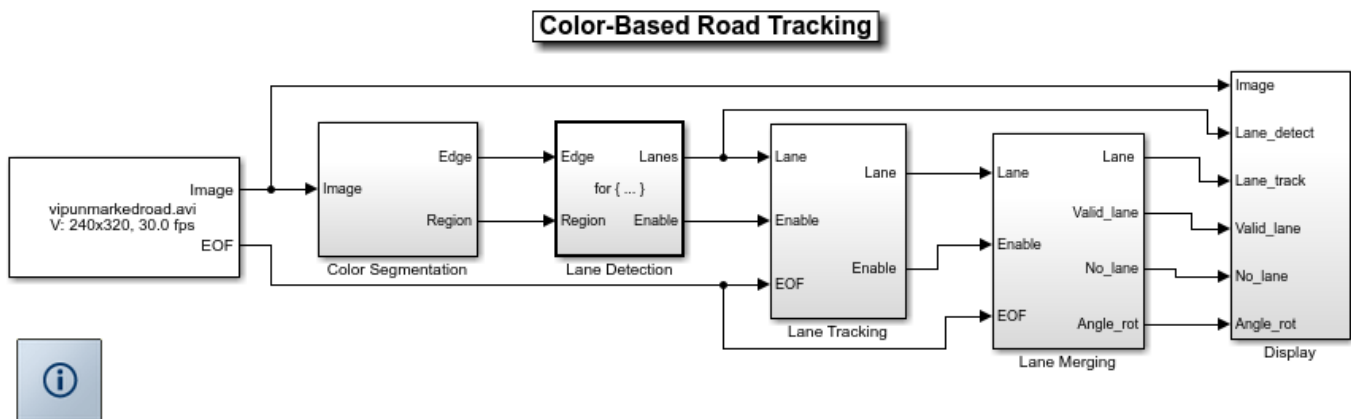 Color-Based Road Tracking
vipunmarkedroad.avi
V: 240x320, 30.0 fps
Image
EOF
Image
Edge
Region
Color Segmentation
Edge
Region
for { ... }
Lanes
Enable
Lane Detection
Lane
Enable
EOF
Lane
Enable
Lane Tracking
Lane
Enable
EOF
Lane
Valid_lane
No_lane
Angle_rot
Lane Merging
Image
Lane_detect
Lane_track
Valid_lane
No_lane
Angle_rot
Display
i